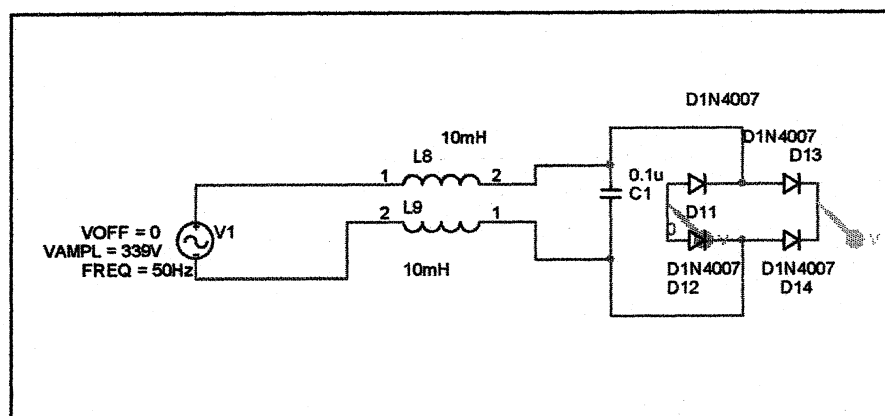 D1N4007
10mH
D1N4007
L8
D13
1
2
0.1u
C1
VOFF = 0
V1
VAMPL = 339V
FREQ = 50Hz
2
L9
1
D11
0
V
V
10mH
D1N4007
D1N4007
D12
D14